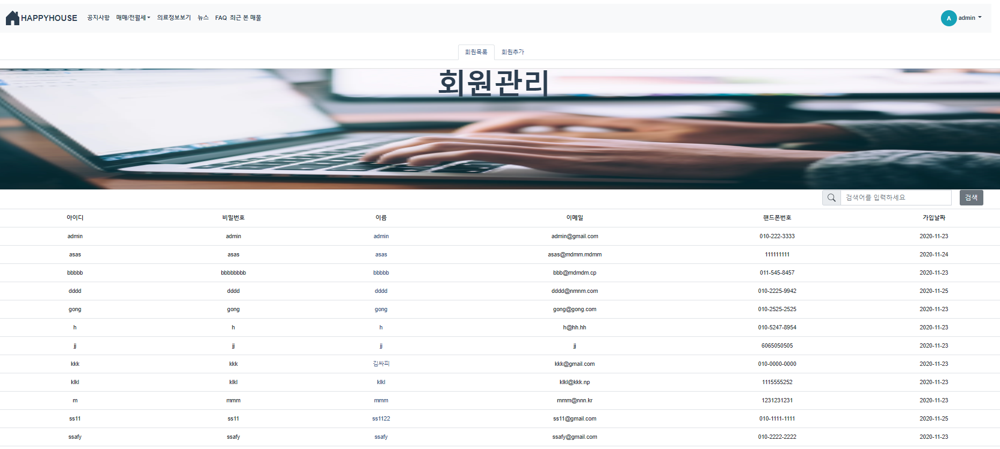 HAPPYHOUSE 공지사항 매매/전월세 의료정보보기 뉴스 FAQ 최근 본 매물 A admin
회원목록 회원추가
회원관리
검색어를 입력하세요 검색
아이디 비밀번호 이름 이메일 핸드폰번호 가입날짜
admin admin admin admin@gmail.com 010-222-3333 2020-11-23
asas asas asas asas@mdmm.mdmm 111111111 2020-11-24
bbbbb bbbbbbbb bbbbb bbb@mdmdm.cp 011-545-8457 2020-11-23
dddd dddd dddd dddd@nmnm.com 010-2225-9942 2020-11-25
gong gong gong gong@gong.com 010-2525-2525 2020-11-23
h h h h@hh.hh 010-5247-8954 2020-11-23
jj jj jj jj 6065050505 2020-11-23
kkk kkk 김싸피 kkk@gmail.com 010-0000-0000 2020-11-23
klkl klkl klkl klkl@kkk.np 1115555252 2020-11-23
m mmm mmm mmm@nnn.kr 1231231231 2020-11-23
ss11 ss11 ss1122 ss11@gmail.com 010-1111-1111 2020-11-25
ssafy ssafy ssafy ssafy@gmail.com 010-2222-2222 2020-11-23